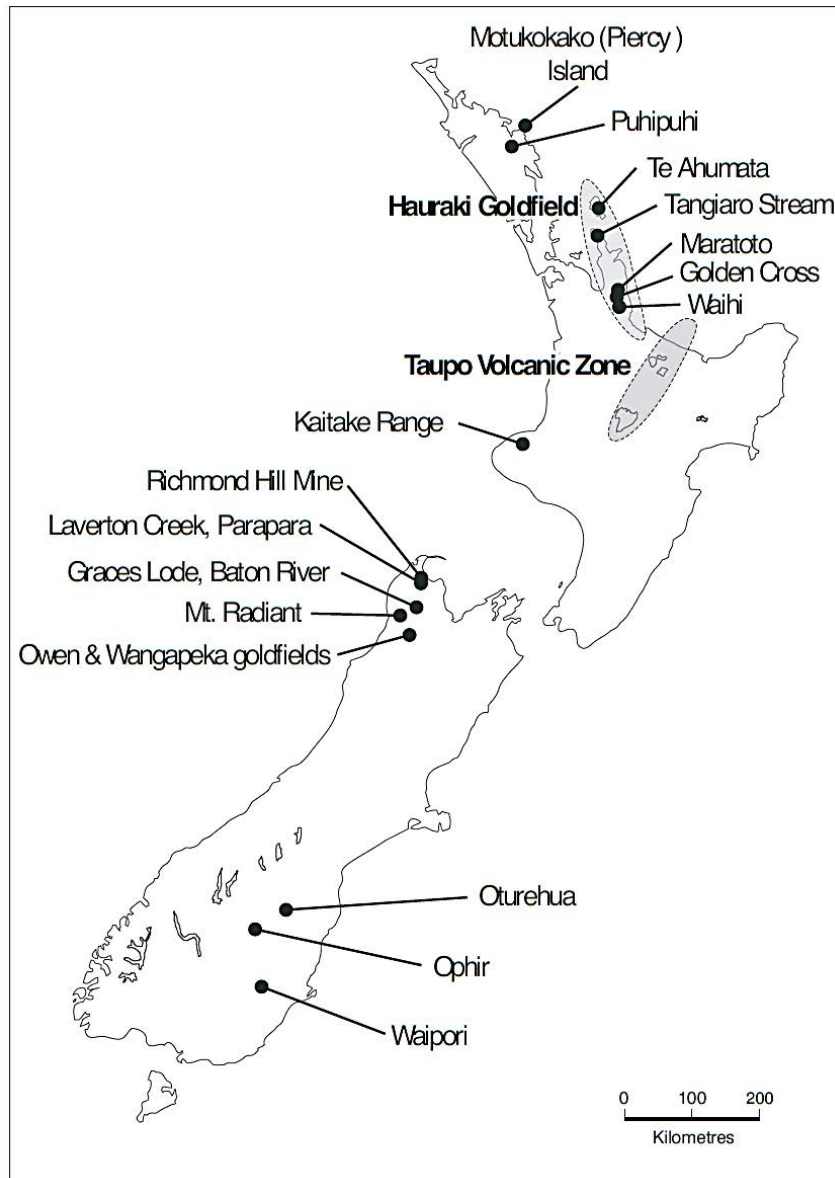 Motukokako (Piercy )
Island
Puhipuhi
Te Ahumata
Hauraki Goldfield
Tangiaro Stream
Maratoto
Golden Cross
Waihi
Taupo Volcanic Zone
Kaitake Range
Richmond Hill Mine
Laverton Creek, Parapara
Graces Lode, Baton River
Mt. Radiant
Owen & Wangapeka goldfields
Oturehua
Ophir
Waipori
0 100 200
Kilometres